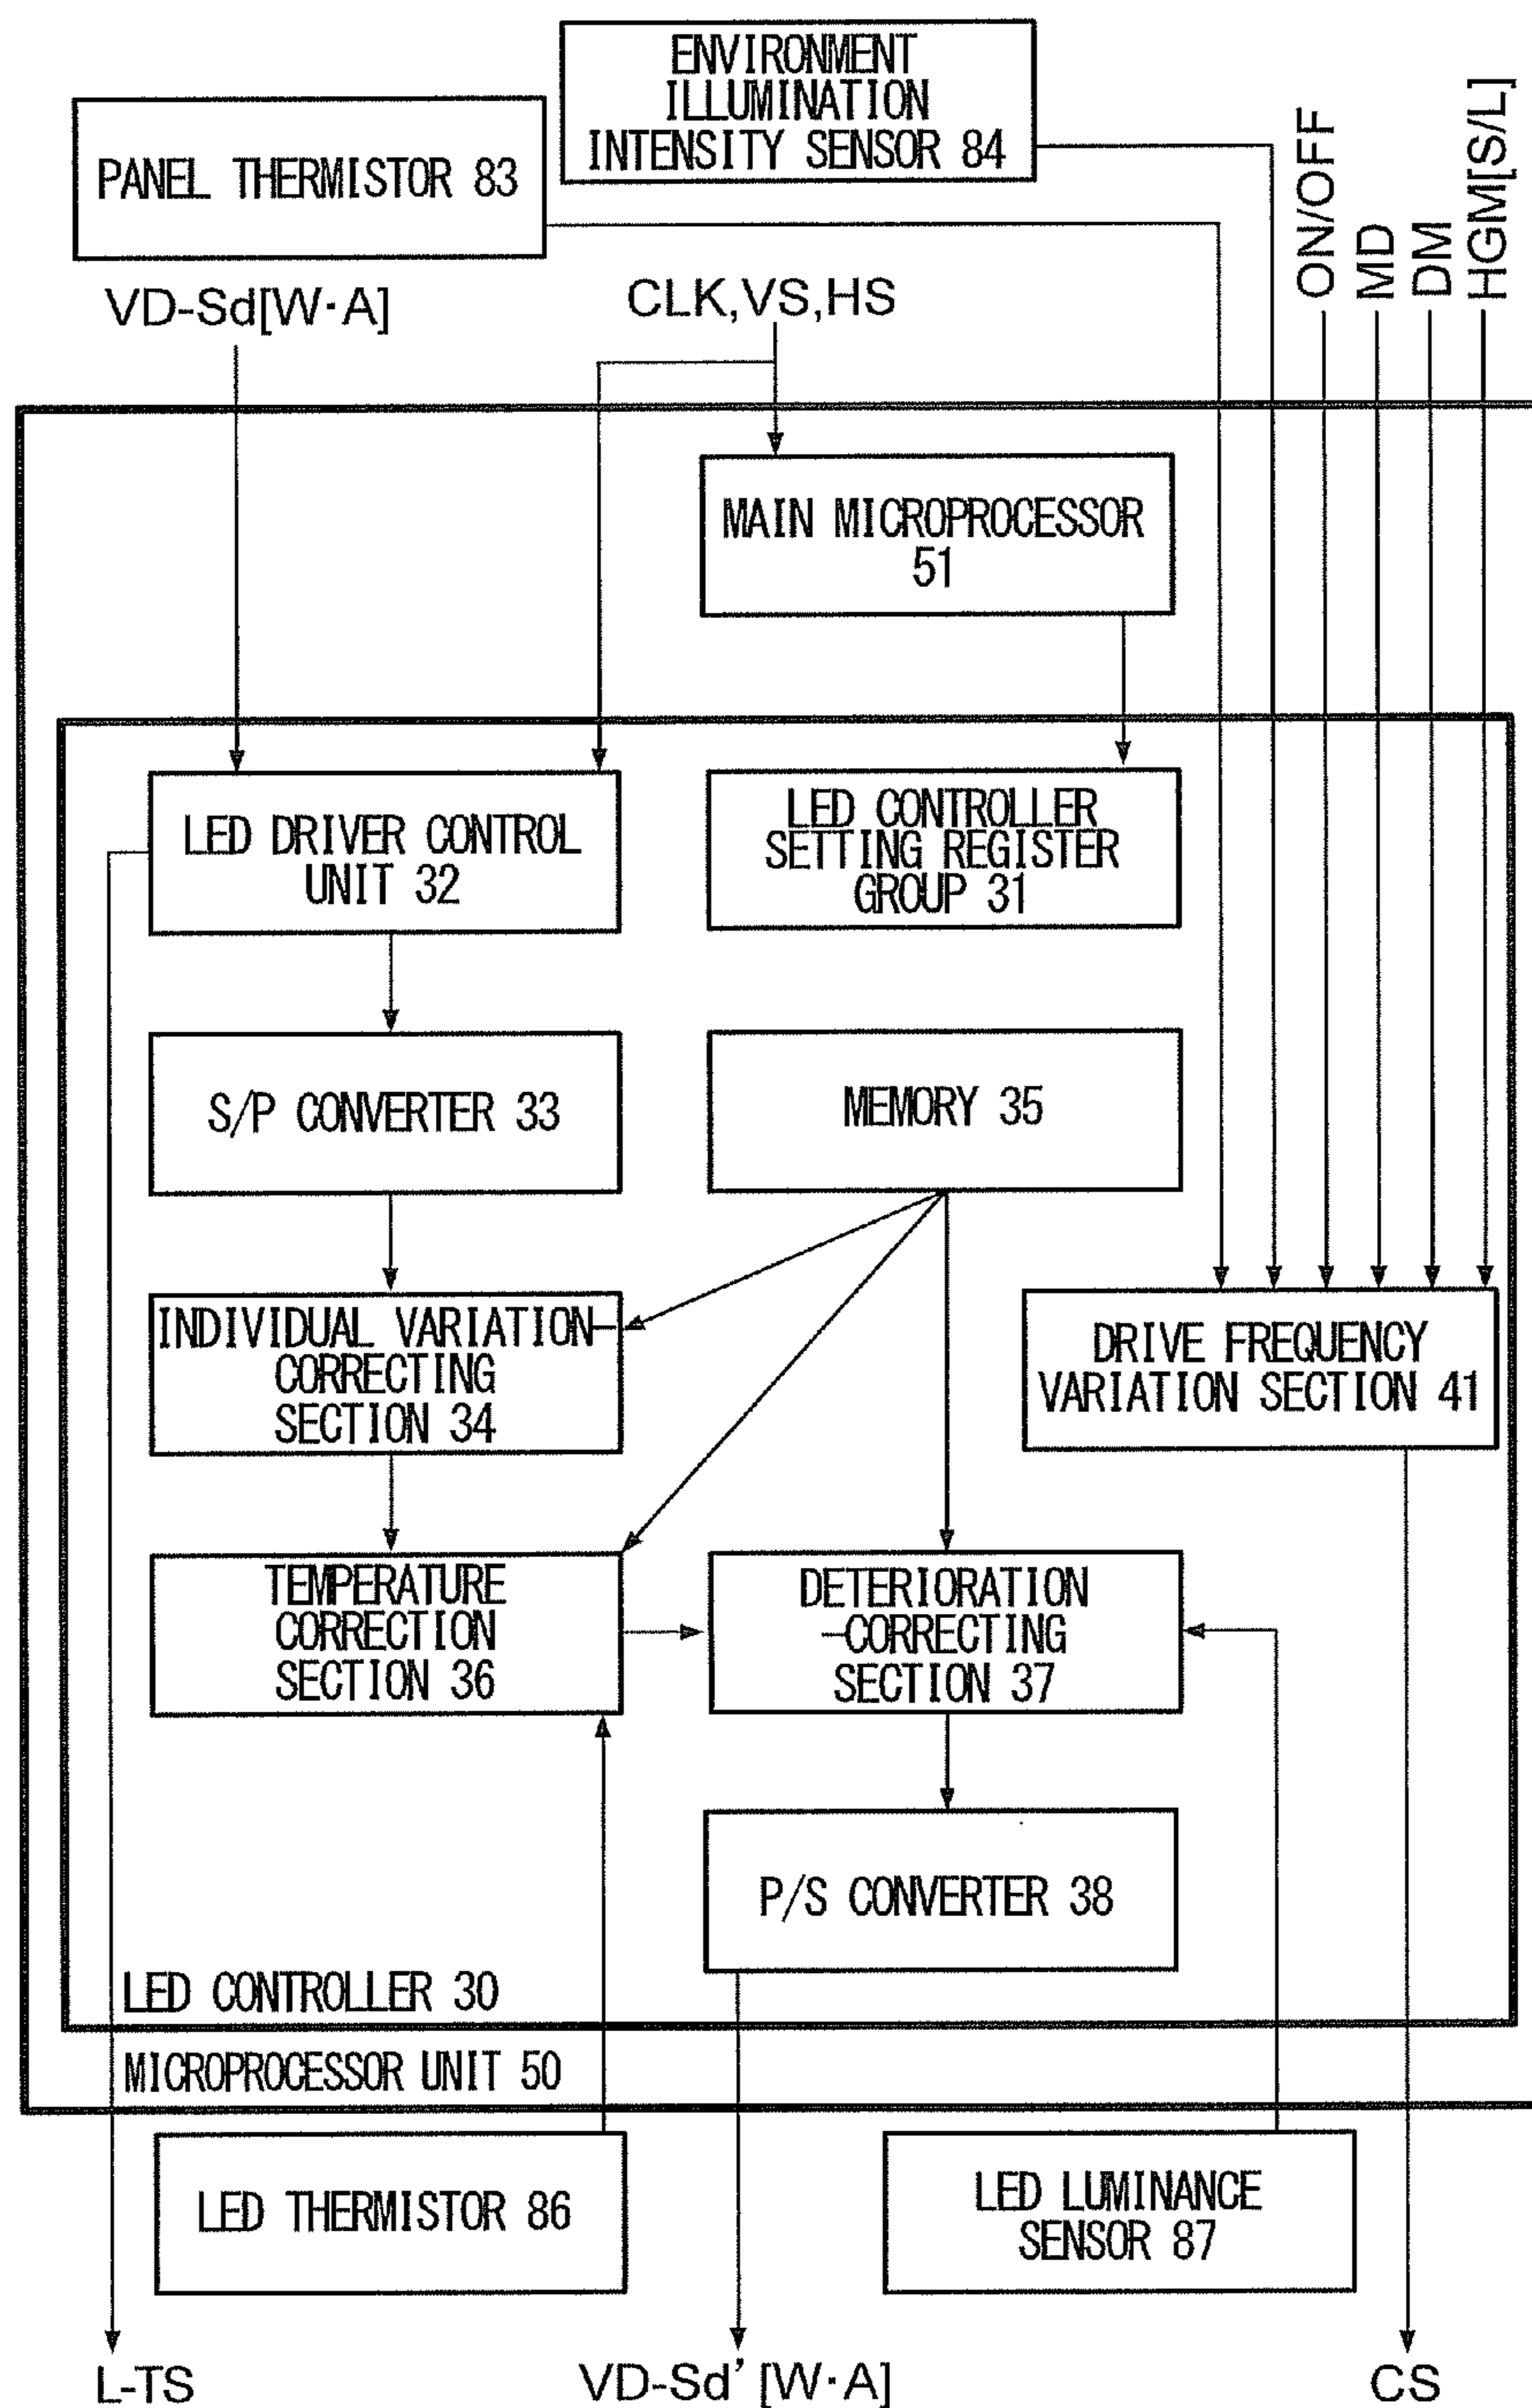 ENVIRONMENT
ILLUMINATION
INTENSITY SENSOR 84
PANEL THERMISTOR 83
ON/OFF
MD
DM
HGM[S/L]
VD-Sd[W·A]
CLK,VS,HS
MAIN MICROPROCESSOR
51
LED DRIVER CONTROL
UNIT 32
LED CONTROLLER
SETTING REGISTER
GROUP 31
S/P CONVERTER 33
MEMORY 35
INDIVIDUAL VARIATION-
CORRECTING
SECTION 34
DRIVE FREQUENCY
VARIATION SECTION 41
TEMPERATURE
CORRECTION
SECTION 36
DETERIORATION
-CORRECTING
SECTION 37
P/S CONVERTER 38
LED CONTROLLER 30
MICROPROCESSOR UNIT 50
LED THERMISTOR 86
LED LUMINANCE
SENSOR 87
L-TS
VD-Sd' [W·A]
CS